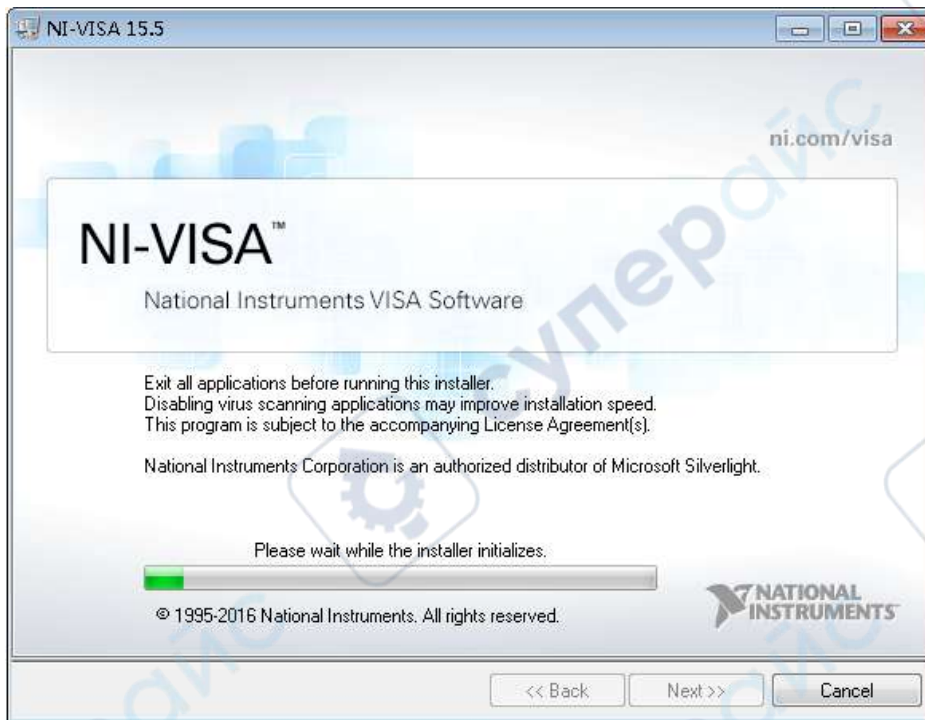 NI-VISA 15.5
ni.com/visa
NI-VISA™
National Instruments VISA Software
суперайс
Exit all applications before running this installer.
Disabling virus scanning applications may improve installation speed.
This program is subject to the accompanying License Agreement(s).
National Instruments Corporation is an authorized distributor of Microsoft Silverlight.
Please wait while the installer initializes.
© 1995-2016 National Instruments. All rights reserved.
NATIONAL
INSTRUMENTS™
<< Back
Next >>
Cancel